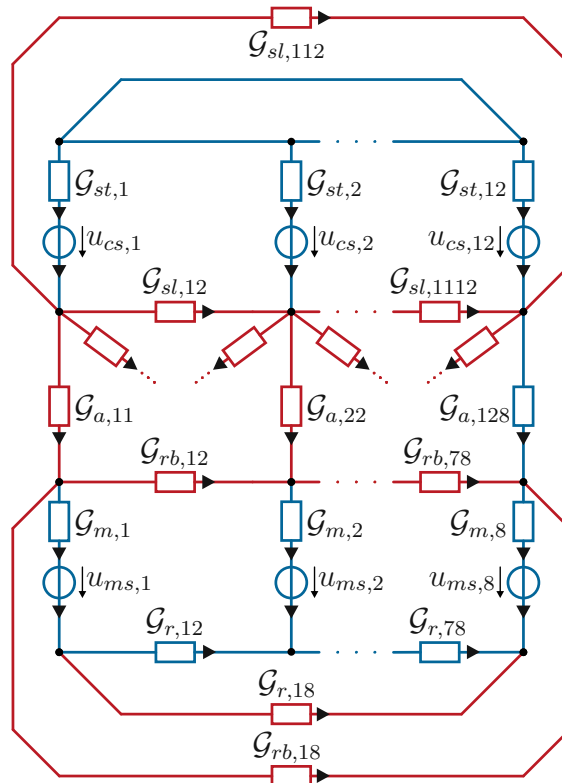 𝒢sl,112
𝒢st,1 𝒢st,2 𝒢st,12
ucs,1 ucs,2 ucs,12
𝒢sl,12 𝒢sl,1112
𝒢a,11 𝒢a,22 𝒢a,128
𝒢rb,12 𝒢rb,78
𝒢m,1 𝒢m,2 𝒢m,8
ums,1 ums,2 ums,8
𝒢r,12 𝒢r,78
𝒢r,18
𝒢rb,18